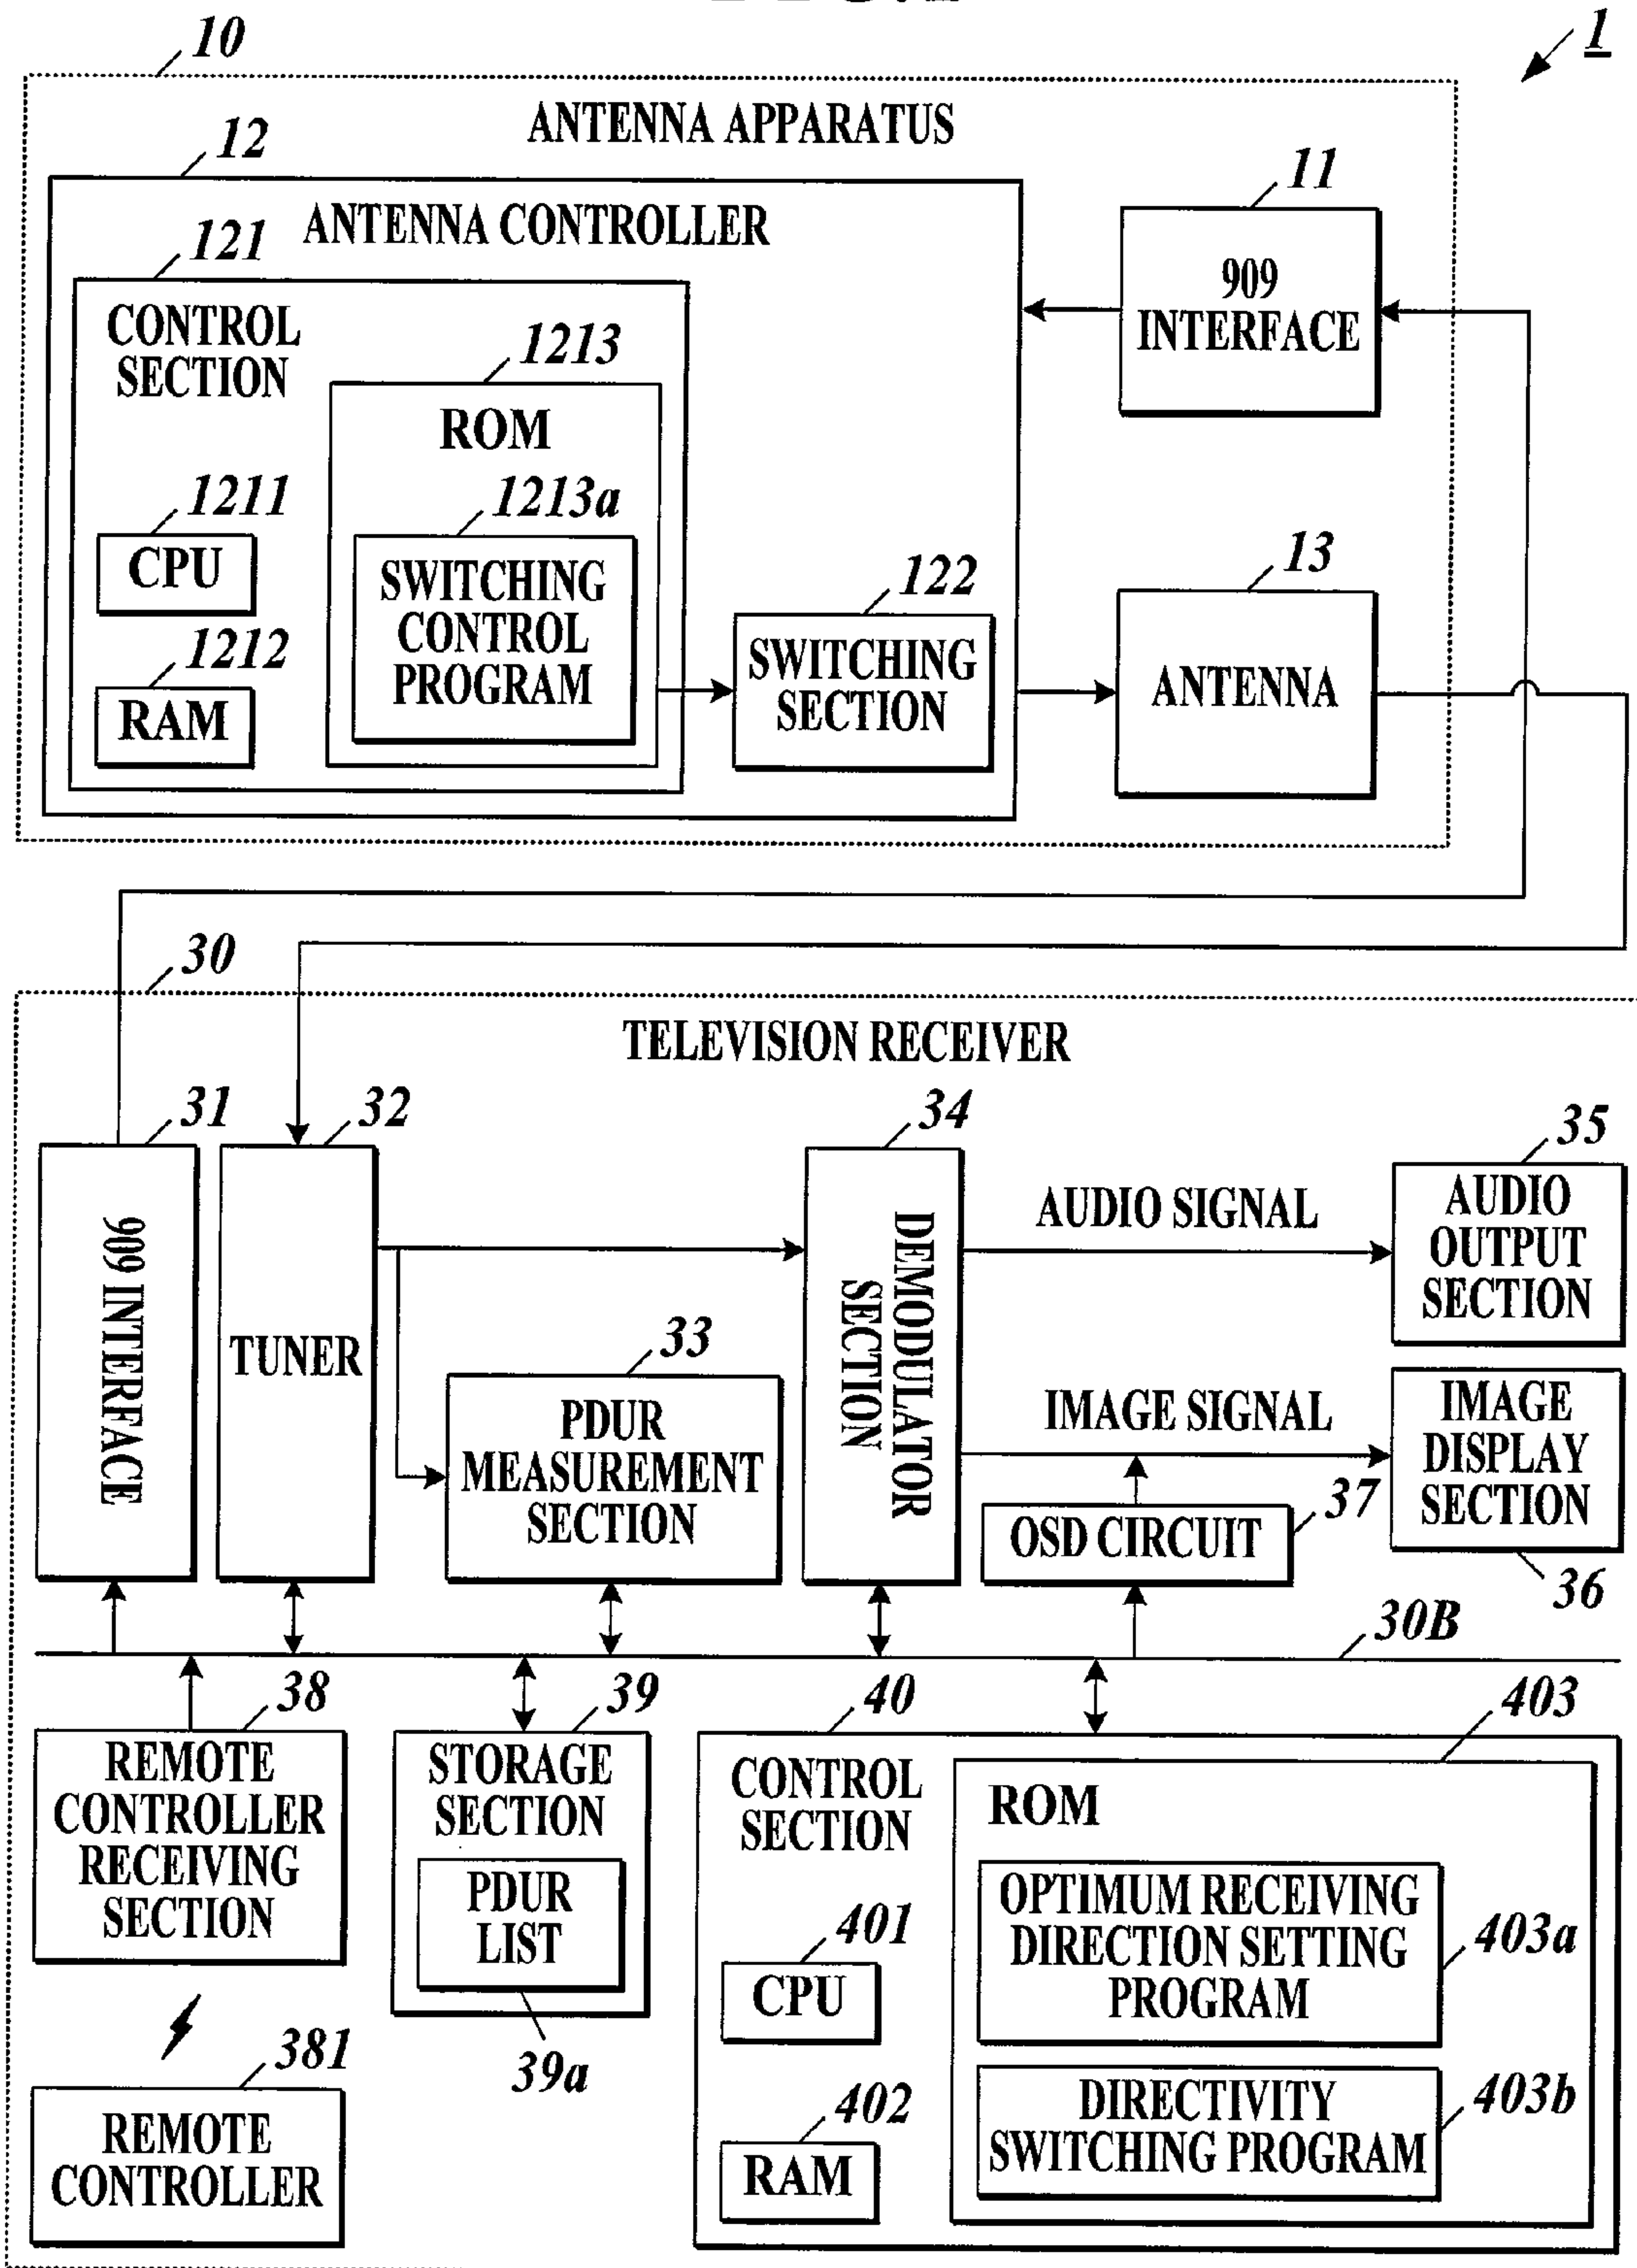 1
10
ANTENNA APPARATUS
12
ANTENNA CONTROLLER
11
909
INTERFACE
121
CONTROL
SECTION
1213
ROM
1211
CPU
1213a
SWITCHING
CONTROL
PROGRAM
1212
RAM
122
SWITCHING
SECTION
13
ANTENNA
30
TELEVISION RECEIVER
31
909 INTERFACE
32
TUNER
33
PDUR
MEASUREMENT
SECTION
34
DEMODULATOR
SECTION
AUDIO SIGNAL
35
AUDIO
OUTPUT
SECTION
IMAGE SIGNAL
IMAGE
DISPLAY
SECTION
36
OSD CIRCUIT
37
30B
38
REMOTE
CONTROLLER
RECEIVING
SECTION
39
STORAGE
SECTION
PDUR
LIST
39a
40
CONTROL
SECTION
401
CPU
402
RAM
403
ROM
OPTIMUM RECEIVING
DIRECTION SETTING
PROGRAM
403a
DIRECTIVITY
SWITCHING PROGRAM
403b
381
REMOTE
CONTROLLER